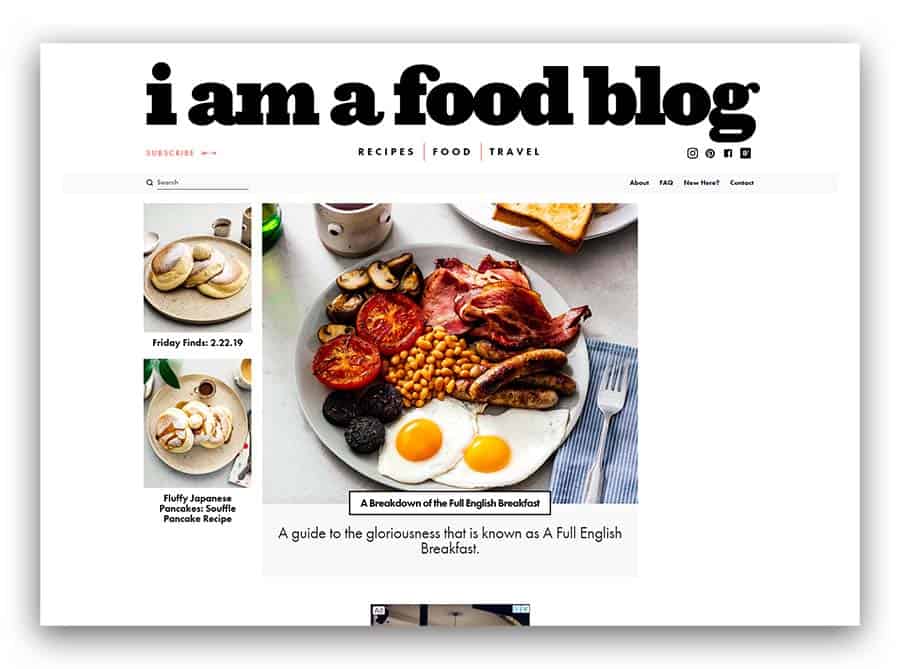 i am a food blog
SUBSCRIBE
RECIPES | FOOD | TRAVEL
Search
About FAQ New Here? Contact
Friday Finds: 2.22.19
Fluffy Japanese
Pancakes: Souffle
Pancake Recipe
A Breakdown of the Full English Breakfast
A guide to the gloriousness that is known as A Full English
Breakfast.
Ad